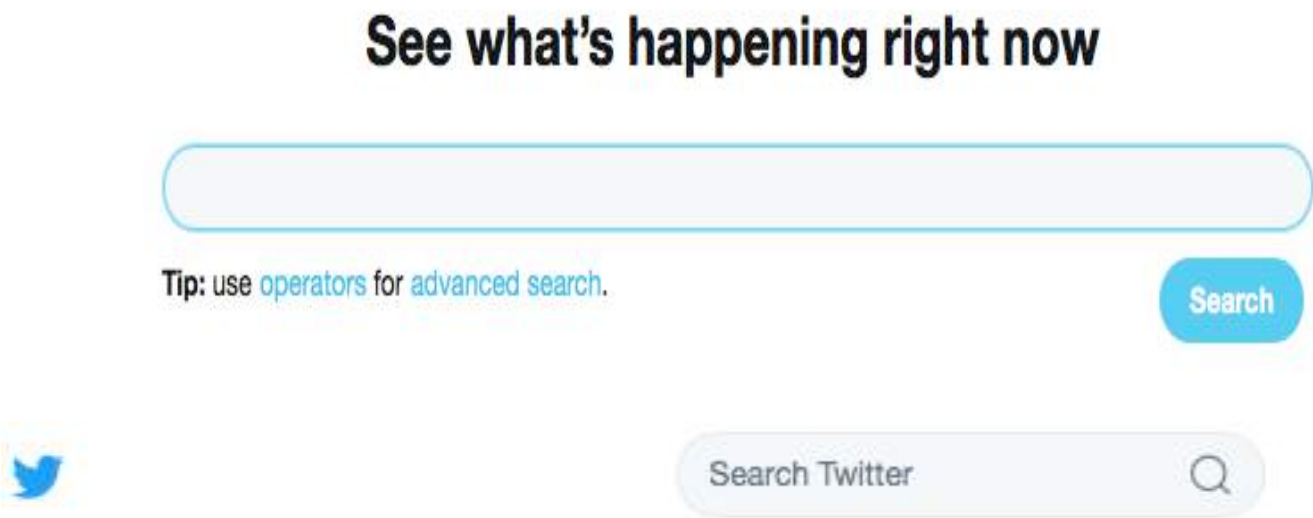 See what's happening right now
Tip: use operators for advanced search.
Search
Search Twitter